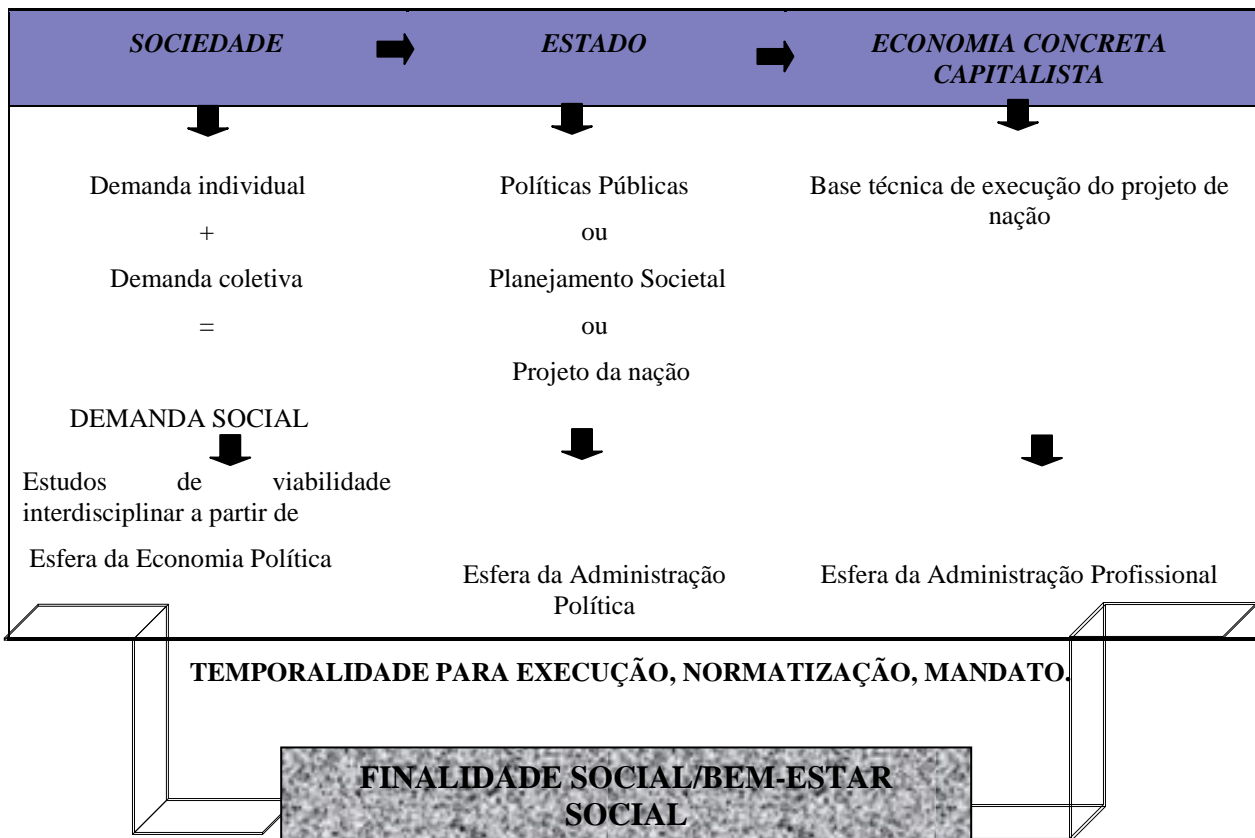 SOCIEDADE
ESTADO
ECONOMIA CONCRETA
CAPITALISTA
Demanda individual
+
Demanda coletiva
=
DEMANDA SOCIAL
Estudos de viabilidade
interdisciplinar a partir de
Esfera da Economia Política
Políticas Públicas
ou
Planejamento Societal
ou
Projeto da nação
Esfera da Administração
Política
Base técnica de execução do projeto de
nação
Esfera da Administração Profissional
TEMPORALIDADE PARA EXECUÇÃO, NORMATIZAÇÃO, MANDATO.
FINALIDADE SOCIAL/BEM-ESTAR
SOCIAL